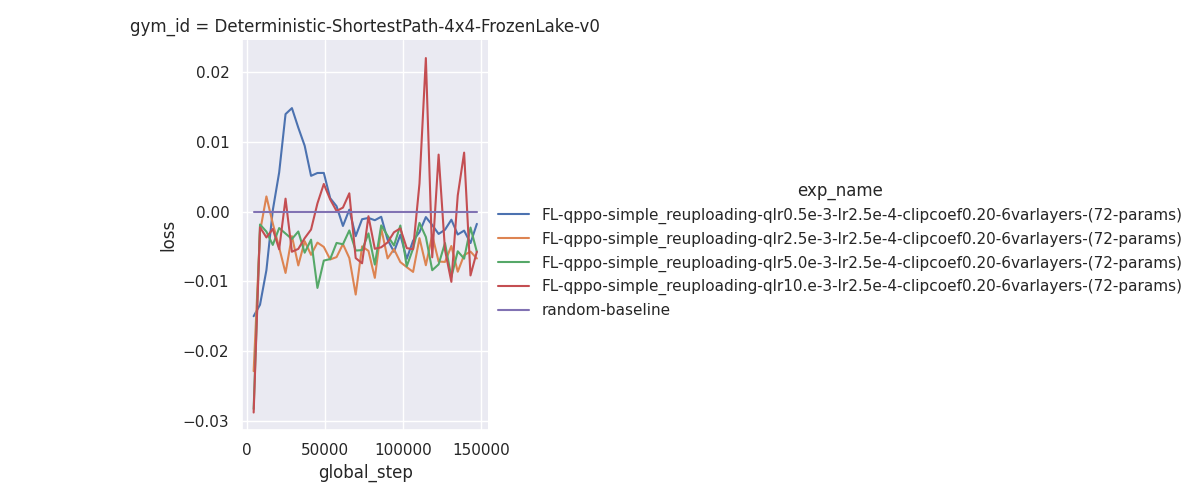 gym_id = Deterministic-ShortestPath-4x4-FrozenLake-v0
0.02
0.01
0.00
−0.01
−0.02
−0.03
loss
0 50000 100000 150000
global_step
exp_name
FL-qppo-simple_reuploading-qlr0.5e-3-lr2.5e-4-clipcoef0.20-6varlayers-(72-params)
FL-qppo-simple_reuploading-qlr2.5e-3-lr2.5e-4-clipcoef0.20-6varlayers-(72-params)
FL-qppo-simple_reuploading-qlr5.0e-3-lr2.5e-4-clipcoef0.20-6varlayers-(72-params)
FL-qppo-simple_reuploading-qlr10.e-3-lr2.5e-4-clipcoef0.20-6varlayers-(72-params)
random-baseline